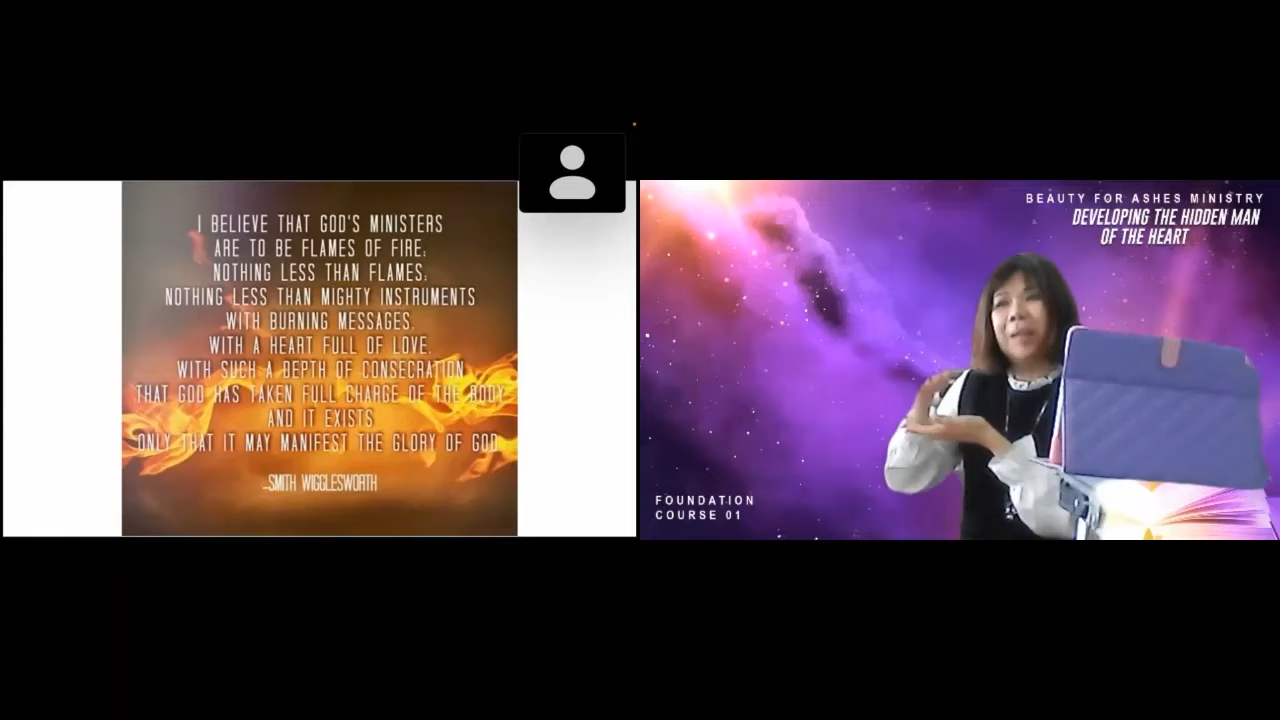 I BELIEVE THAT GOD'S MINISTERS
ARE TO BE FLAMES OF FIRE;
NOTHING LESS THAN FLAMES;
NOTHING LESS THAN MIGHTY INSTRUMENTS
WITH BURNING MESSAGES,
WITH A HEART FULL OF LOVE,
WITH SUCH A DEPTH OF CONSECRATION
THAT GOD HAS TAKEN FULL CHARGE OF THE BODY
AND IT EXISTS
ONLY THAT IT MAY MANIFEST THE GLORY OF GOD.
_SMITH WIGGLESWORTH
BEAUTY FOR ASHES MINISTRY
DEVELOPING THE HIDDEN MAN
OF THE HEART
FOUNDATION
COURSE 01